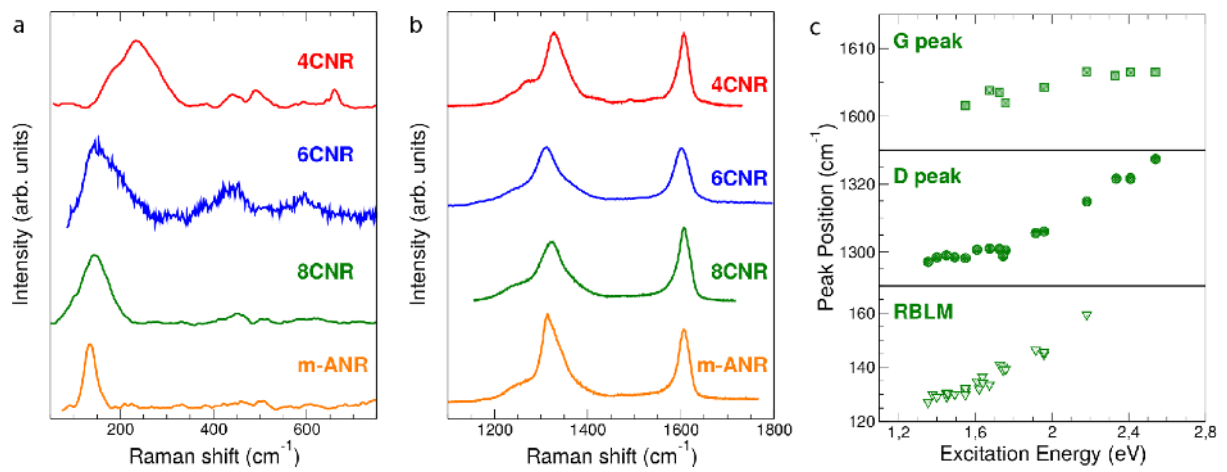 a
4CNR
6CNR
8CNR
m-ANR
Intensity (arb. units)
200 400 600
Raman shift (cm-1)
b
4CNR
6CNR
8CNR
m-ANR
Intensity (arb. units)
1200 1400 1600 1800
Raman shift (cm-1)
c
G peak
1610
1600
D peak
1320
1300
RBLM
160
140
120
Peak Position (cm-1)
1,2 1,6 2 2,4 2,8
Excitation Energy (eV)